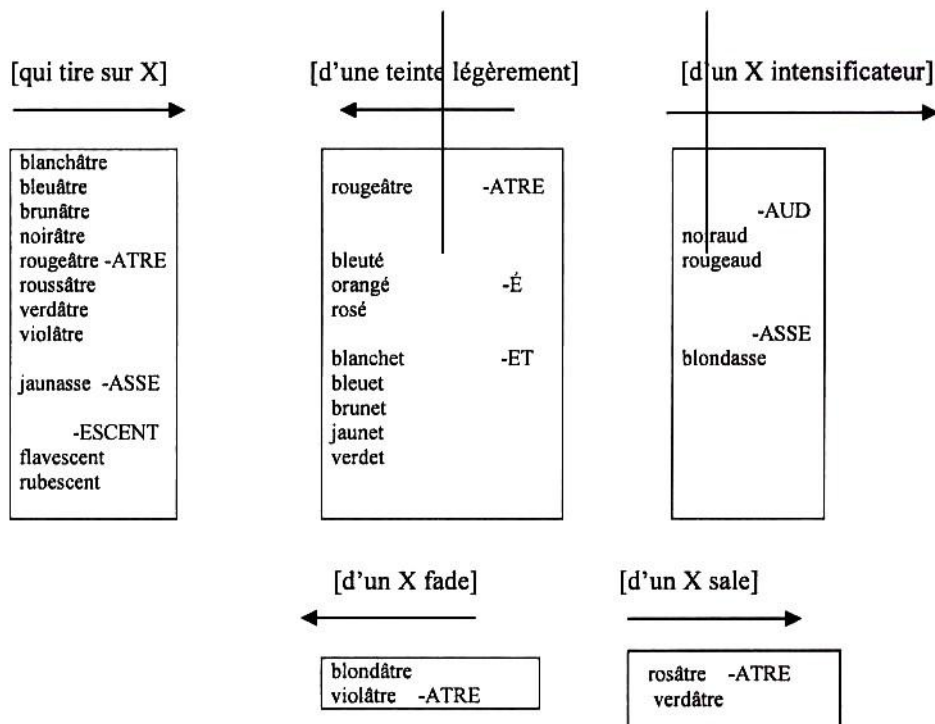 [qui tire sur X]
blanchâtre
bleuâtre
brunâtre
noirâtre
rougeâtre -ATRE
roussâtre
verdâtre
violâtre
jaunasse -ASSE
-ESCENT
flavescent
rubescent
[d'une teinte légèrement]
rougeâtre -ATRE
bleuté
orangé -É
rosé
blanchet -ET
bleuet
brunet
jaunet
verdet
[d'un X intensificateur]
-AUD
noiraud
rougeaud
-ASSE
blondasse
[d'un X fade]
blondâtre
violâtre -ATRE
[d'un X sale]
rosâtre -ATRE
verdâtre